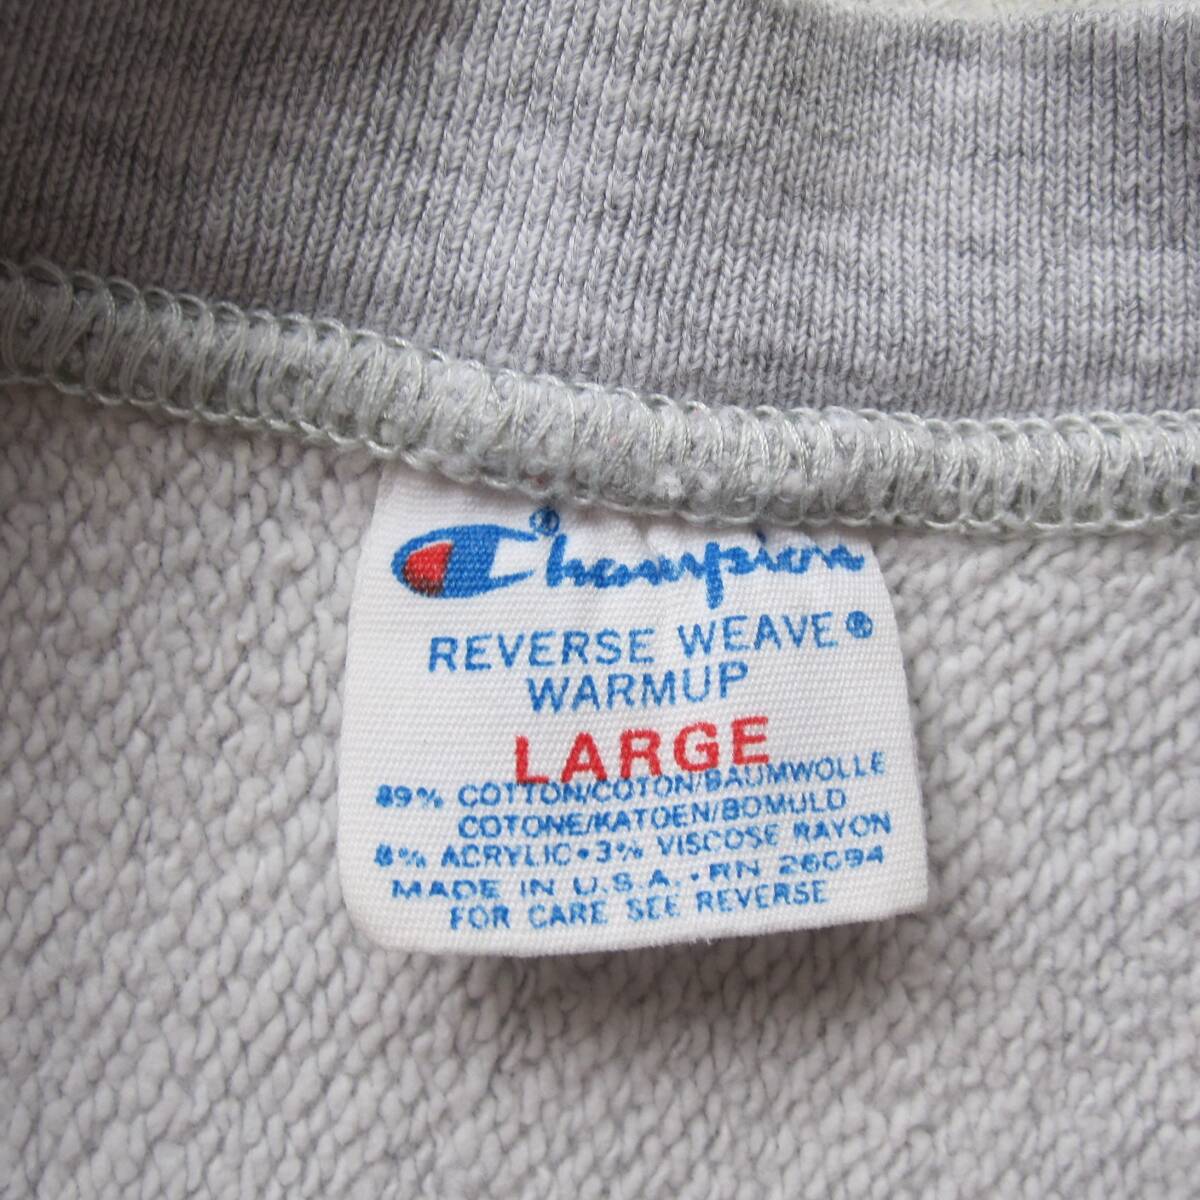 Champion®
REVERSE WEAVE®
WARMUP
LARGE
89% COTTON/COTON/BAUMWOLLE
COTONE/KATOEN/BOMULD
8% ACRYLIC•3% VISCOSE RAYON
MADE IN U.S.A.•RN 26094
FOR CARE SEE REVERSE